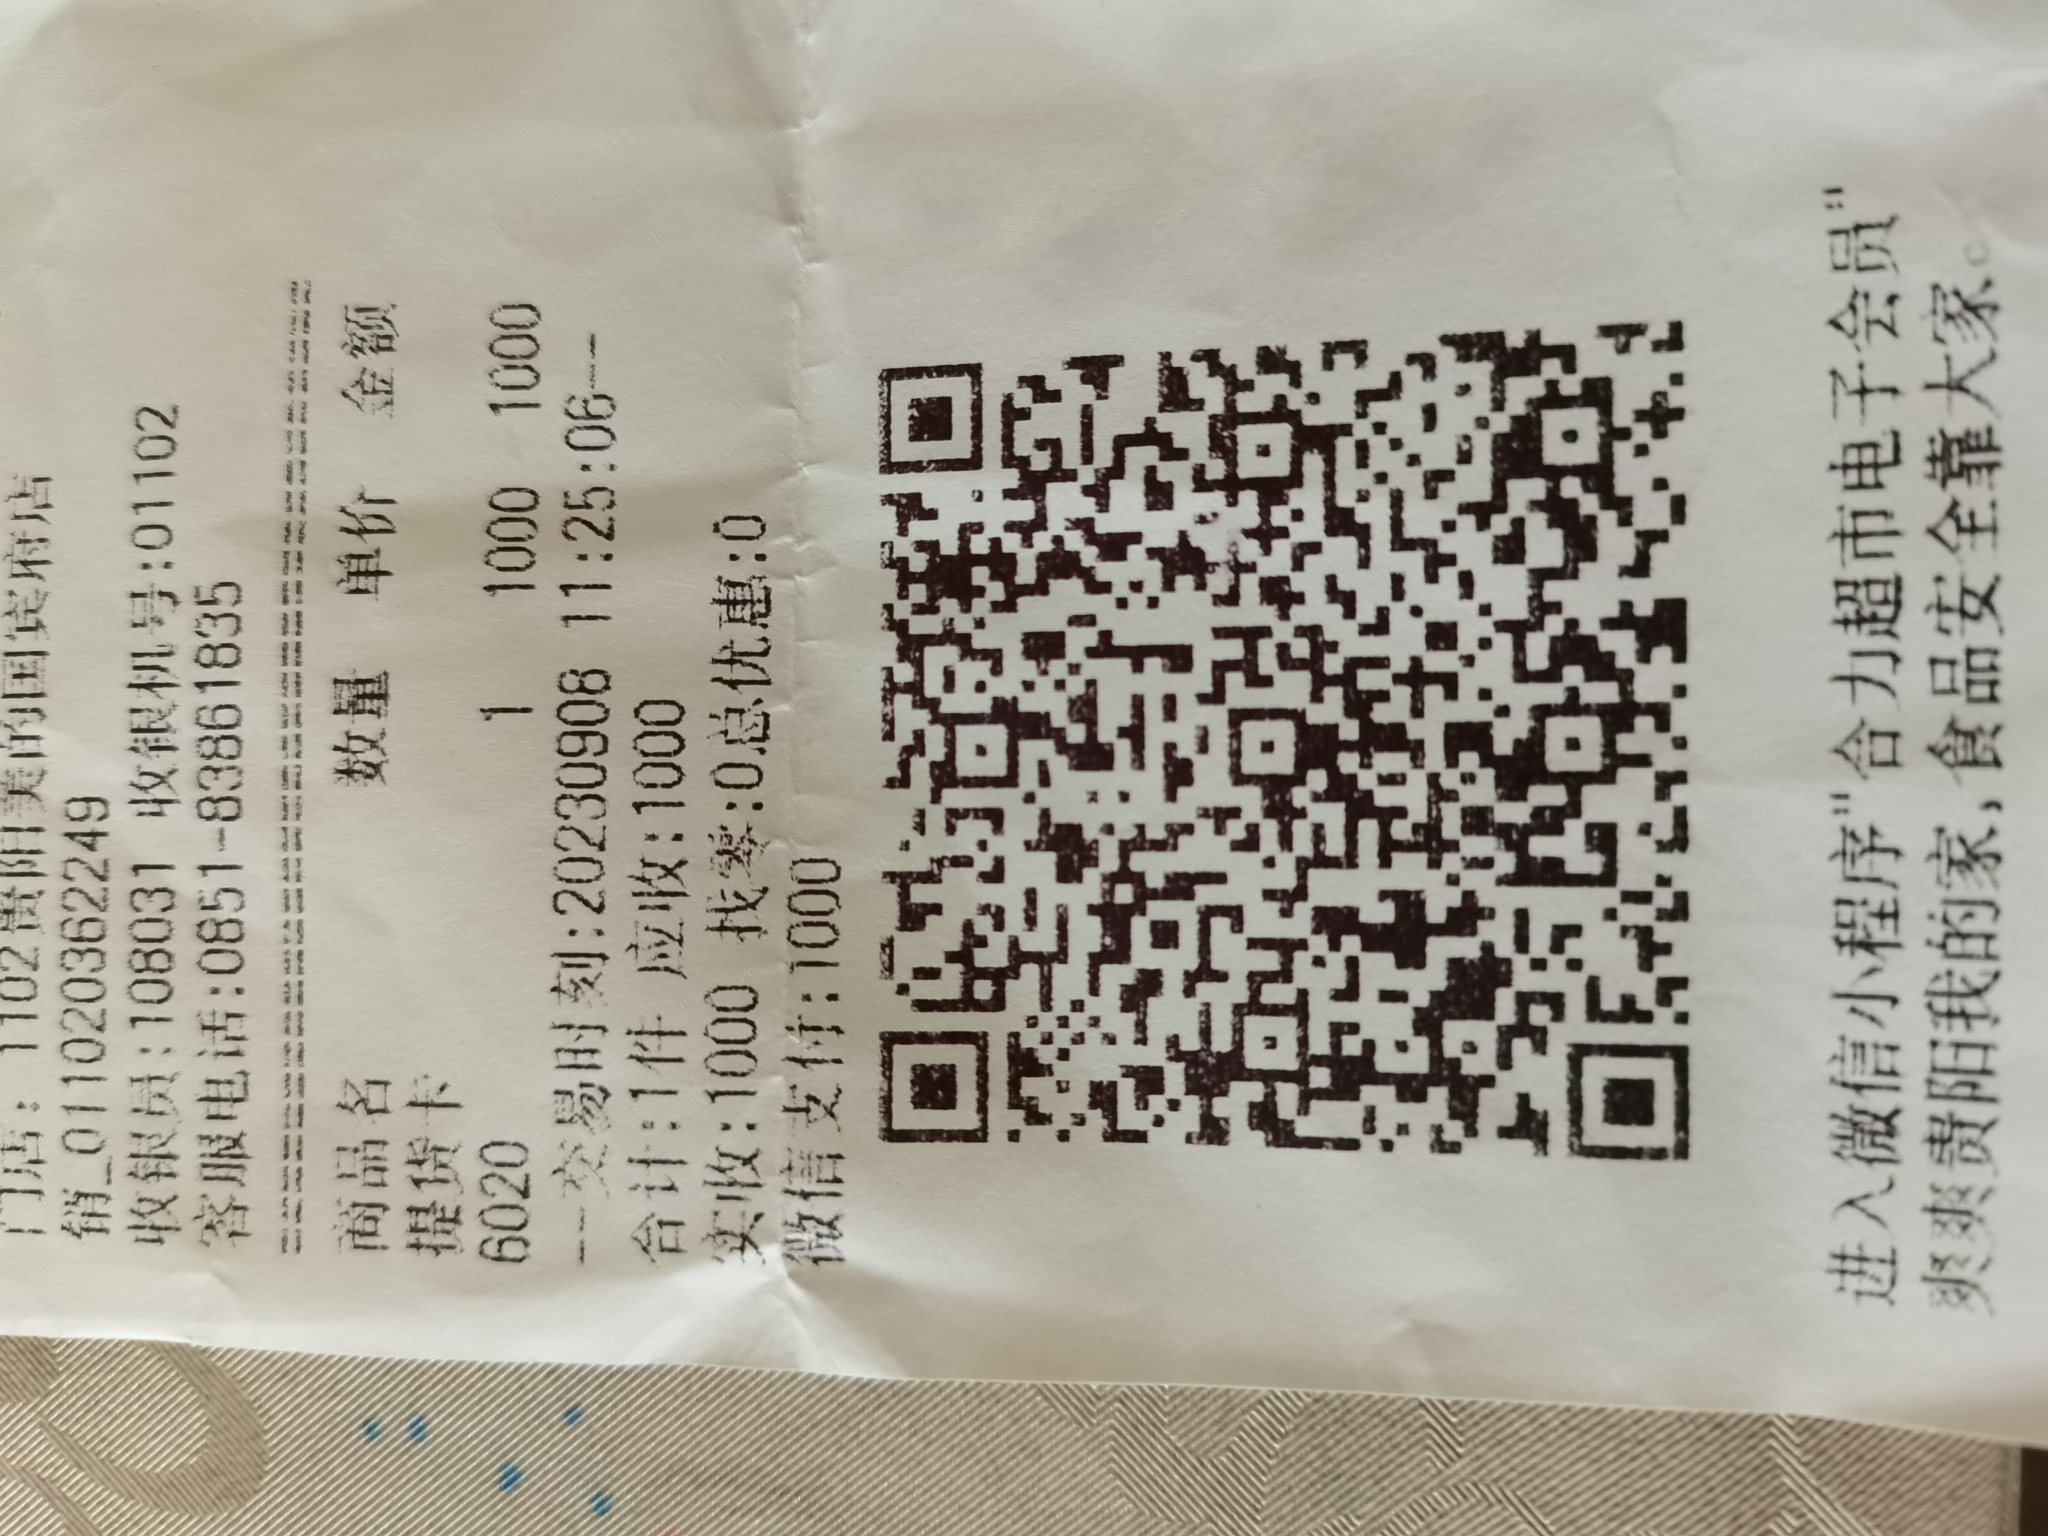 门店: 1102贵阳美的国宾府店
销_011020362249
收银员:108031 收银机号:01102
客服电话:0851-83861835
商品名 数量 单价 金额
提货卡
6020 1 1000 1000
---交易时刻:20230908 11:25:06---
合计:1件 应收:1000
实收:1000 找零:0总优惠:0
微信支付:1000
进入微信小程序"合力超市电子会员"
爽爽贵阳我的家,食品安全靠大家。